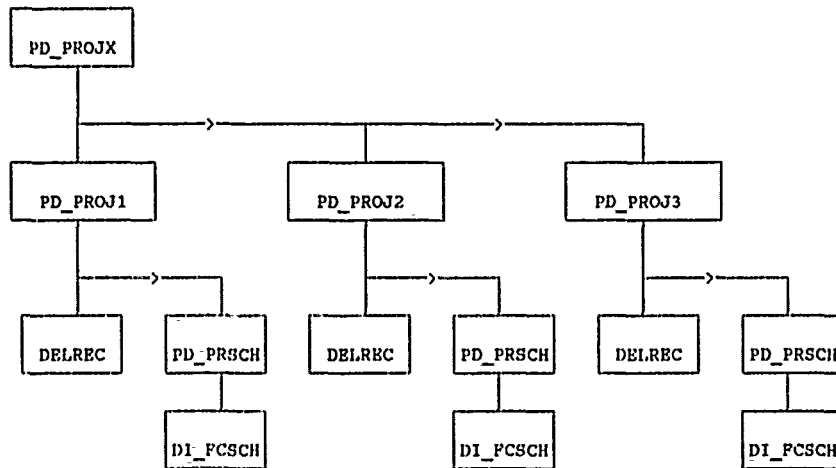 PD_PROJX
PD_PROJ1 PD_PROJ2 PD_PROJ3
DELREC PD_PRSCH DELREC PD_PRSCH DELREC PD_PRSCH
DI_FCSCH DI_FCSCH DI_FCSCH